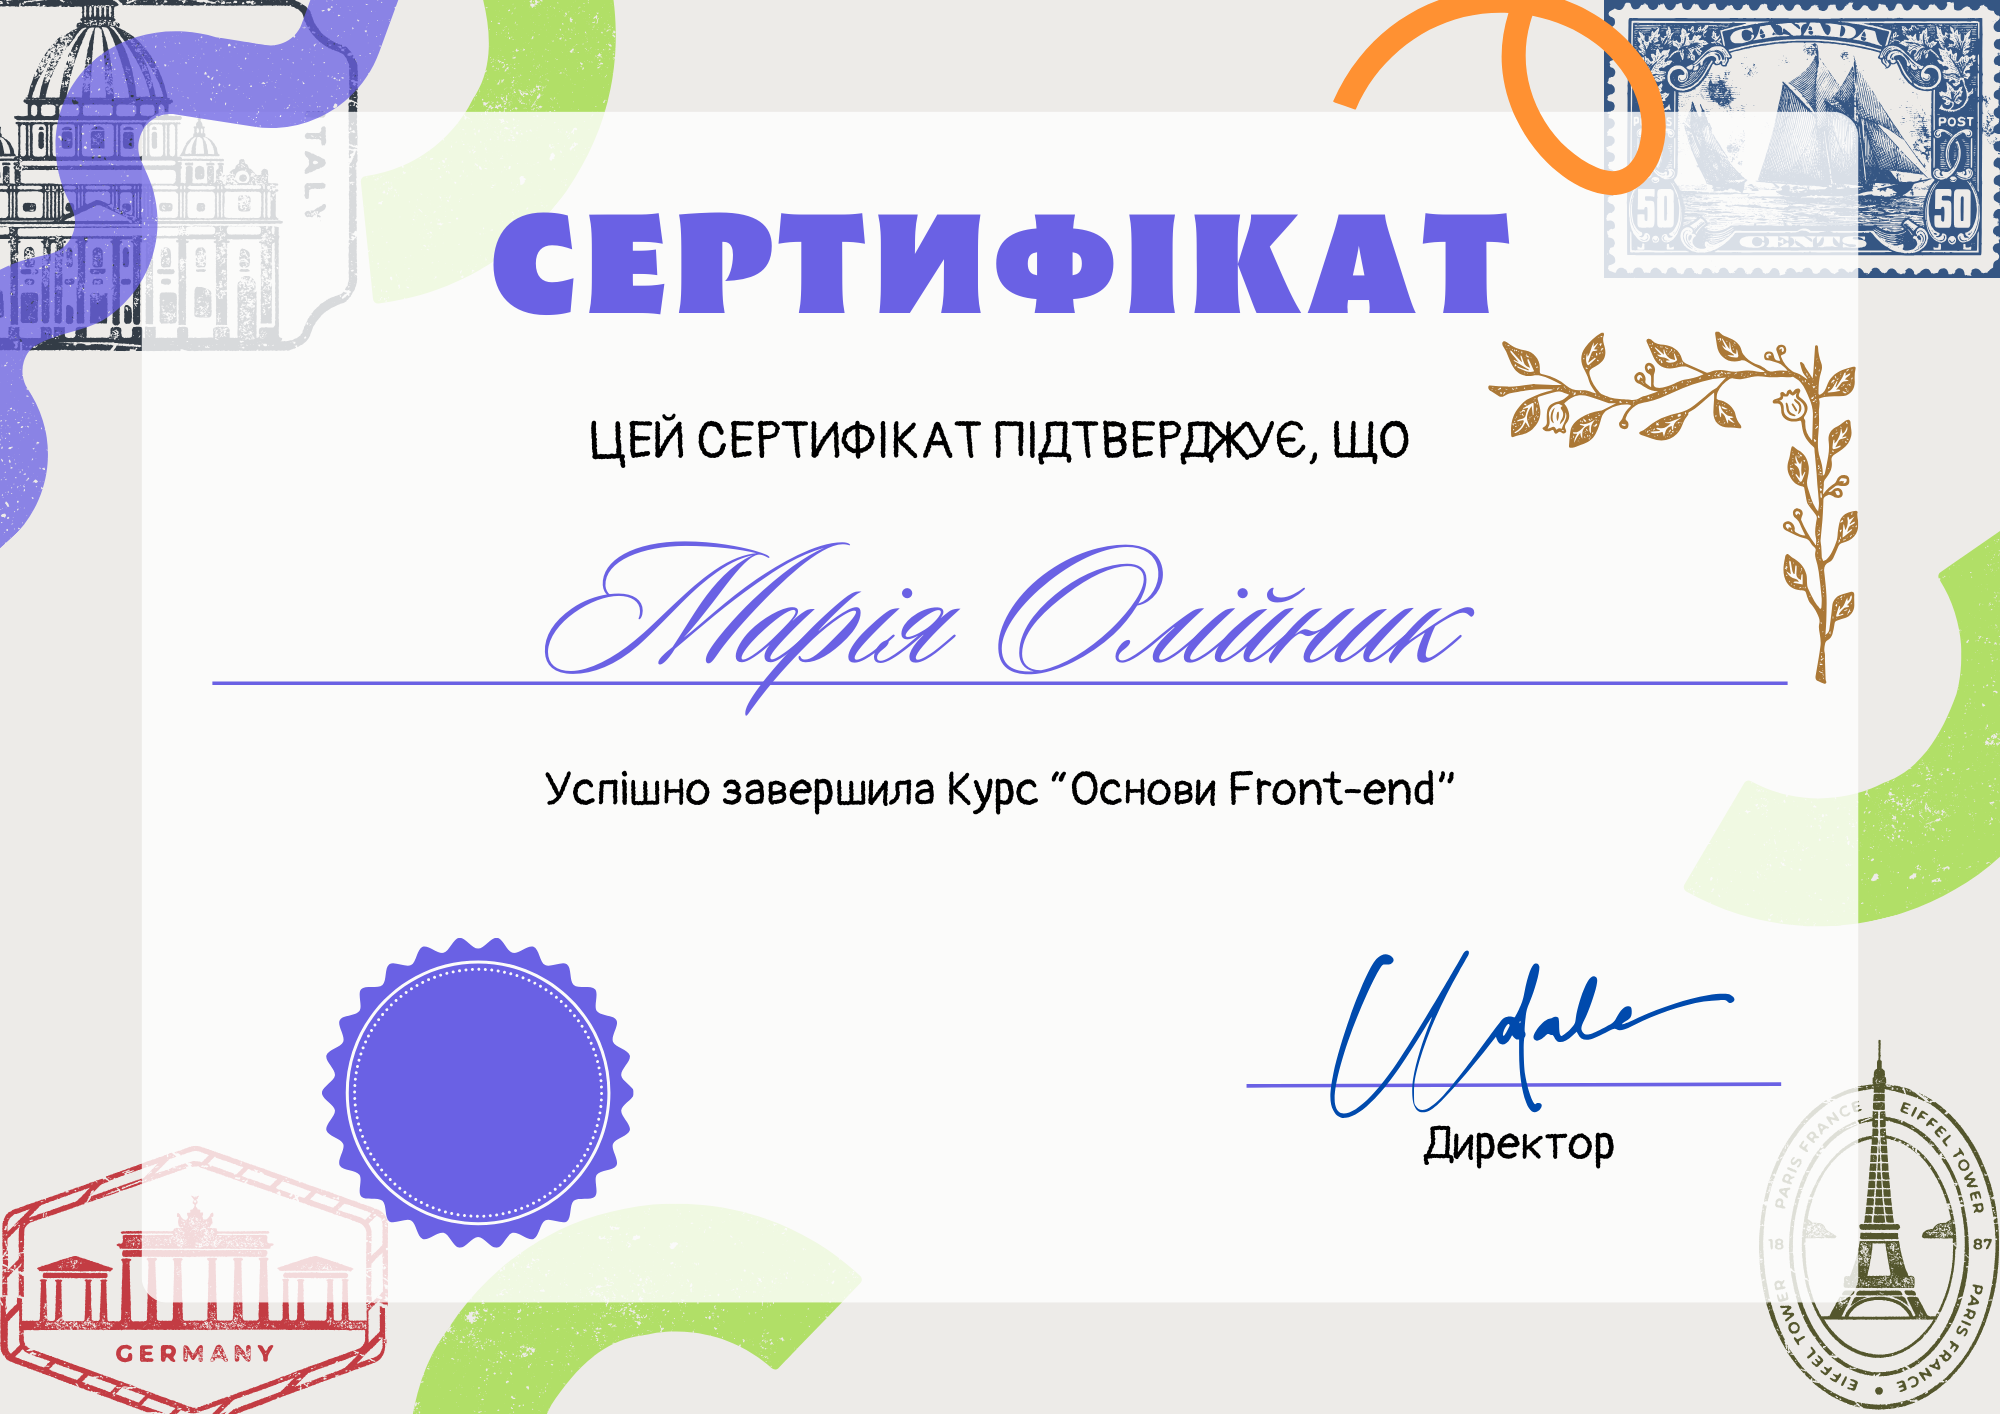 CANADA
POST
50
50
CENTS
ITALY
СЕРТИФІКАТ
ЦЕЙ СЕРТИФІКАТ ПІДТВЕРДЖУЄ, ЩО
Марія Олійник
Успішно завершила Курс “Основи Front-end”
Директор
GERMANY
PARIS FRANCE
EIFFEL TOWER
18
87
EIFFEL TOWER
PARIS FRANCE